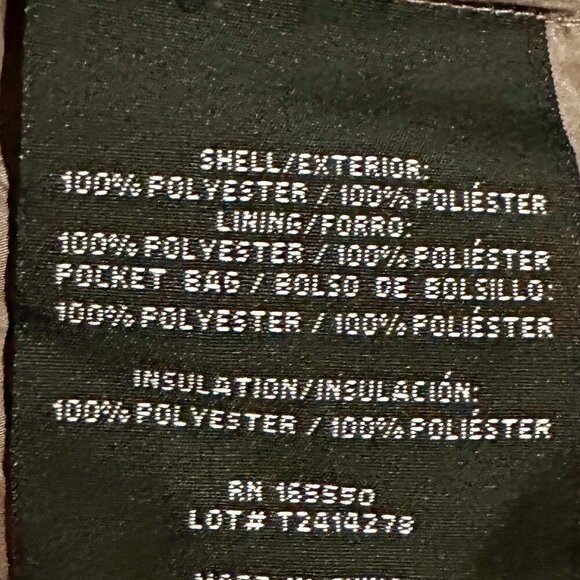 SHELL/EXTERIOR:
100% POLYESTER / 100% POLIÉSTER
LINING/FORRO:
100% POLYESTER / 100% POLIÉSTER
POCKET BAG / BOLSO DE BOLSILLO:
100% POLYESTER / 100% POLIÉSTER
INSULATION/INSULACIÓN:
100% POLYESTER / 100% POLIÉSTER
RN 165550
LOT# T2414278